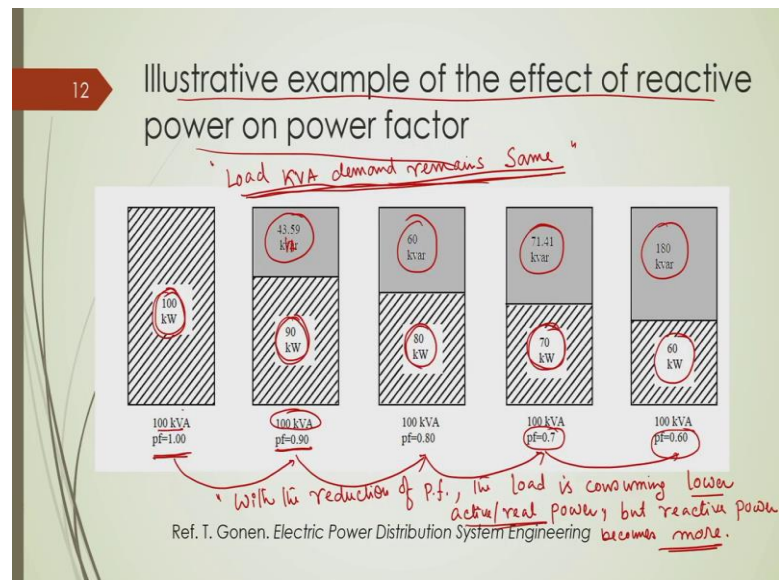 12
Illustrative example of the effect of reactive
power on power factor
"Load KVA demand remains Same"
43.59
kvar
60
kvar
71.41
kvar
180
kvar
100
kW
90
kW
80
kW
70
kW
60
kW
100 kVA
pf=1.00
100 kVA
pf=0.90
100 kVA
pf=0.80
100 kVA
pf=0.7
100 kVA
pf=0.60
"With the reduction of p.f., the load is consuming lower
active/real power, but reactive power
becomes more.
Ref. T. Gonen. Electric Power Distribution System Engineering